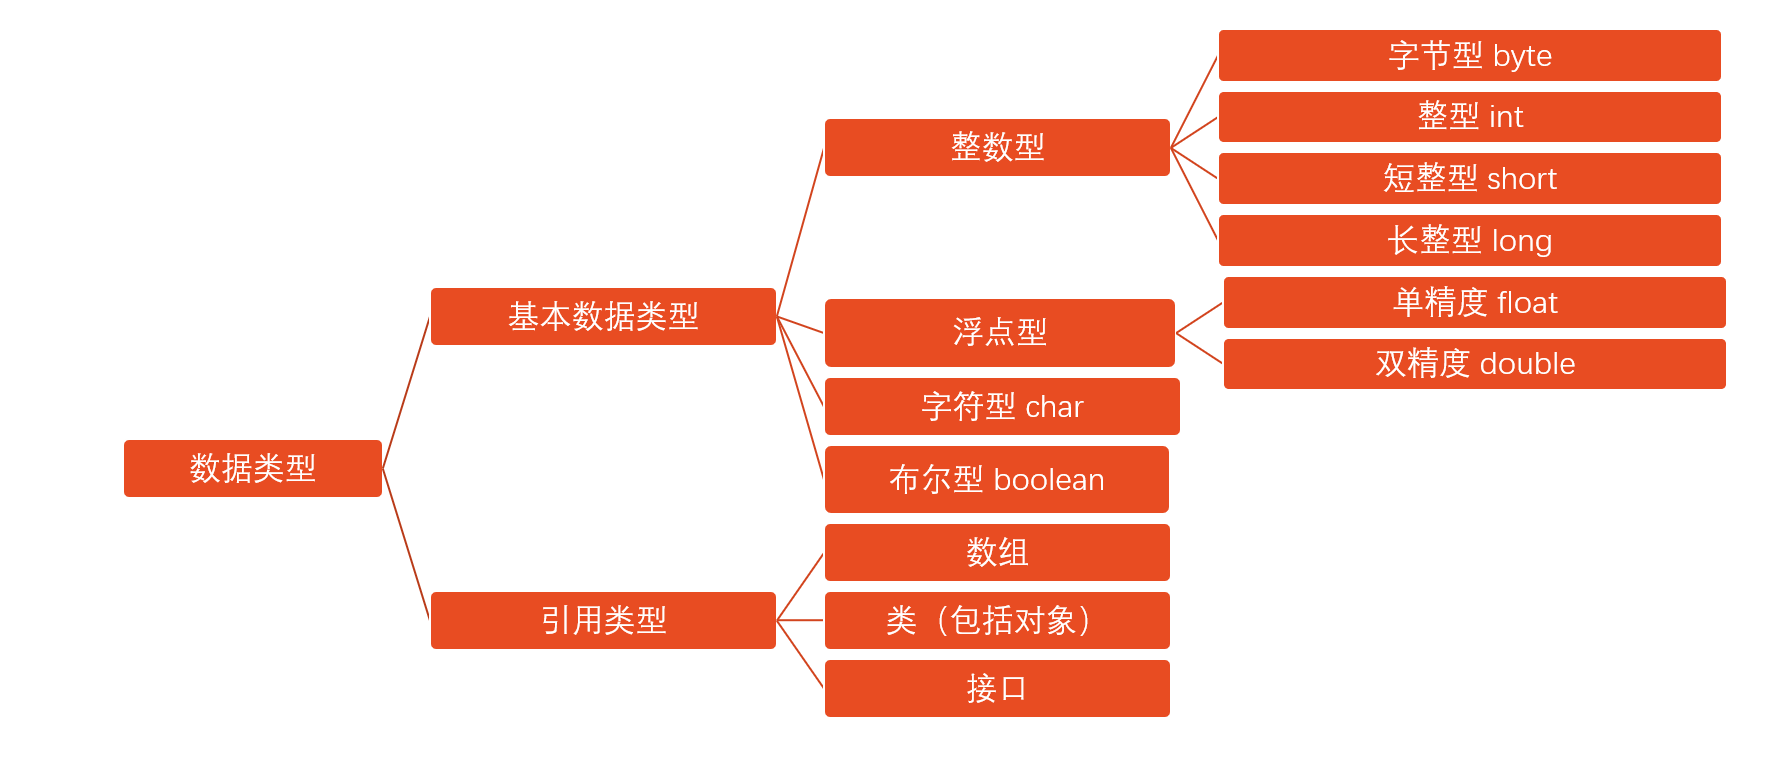 数据类型
基本数据类型
整数型
字节型 byte
整型 int
短整型 short
长整型 long
浮点型
单精度 float
双精度 double
字符型 char
布尔型 boolean
引用类型
数组
类（包括对象）
接口